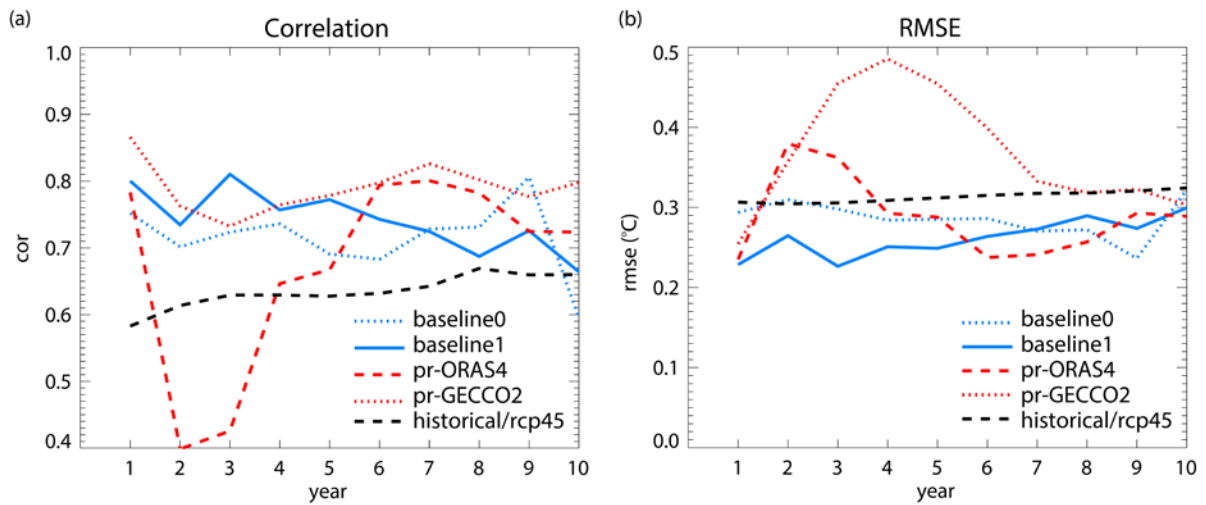 (a)
Correlation
1.0
0.9
0.8
0.7
0.6
0.5
0.4
cor
baseline0
baseline1
pr-ORAS4
pr-GECCO2
historical/rcp45
1 2 3 4 5 6 7 8 9 10
year
(b)
RMSE
0.5
0.4
0.3
0.2
0.1
0.0
rmse (°C)
baseline0
baseline1
pr-ORAS4
pr-GECCO2
historical/rcp45
1 2 3 4 5 6 7 8 9 10
year